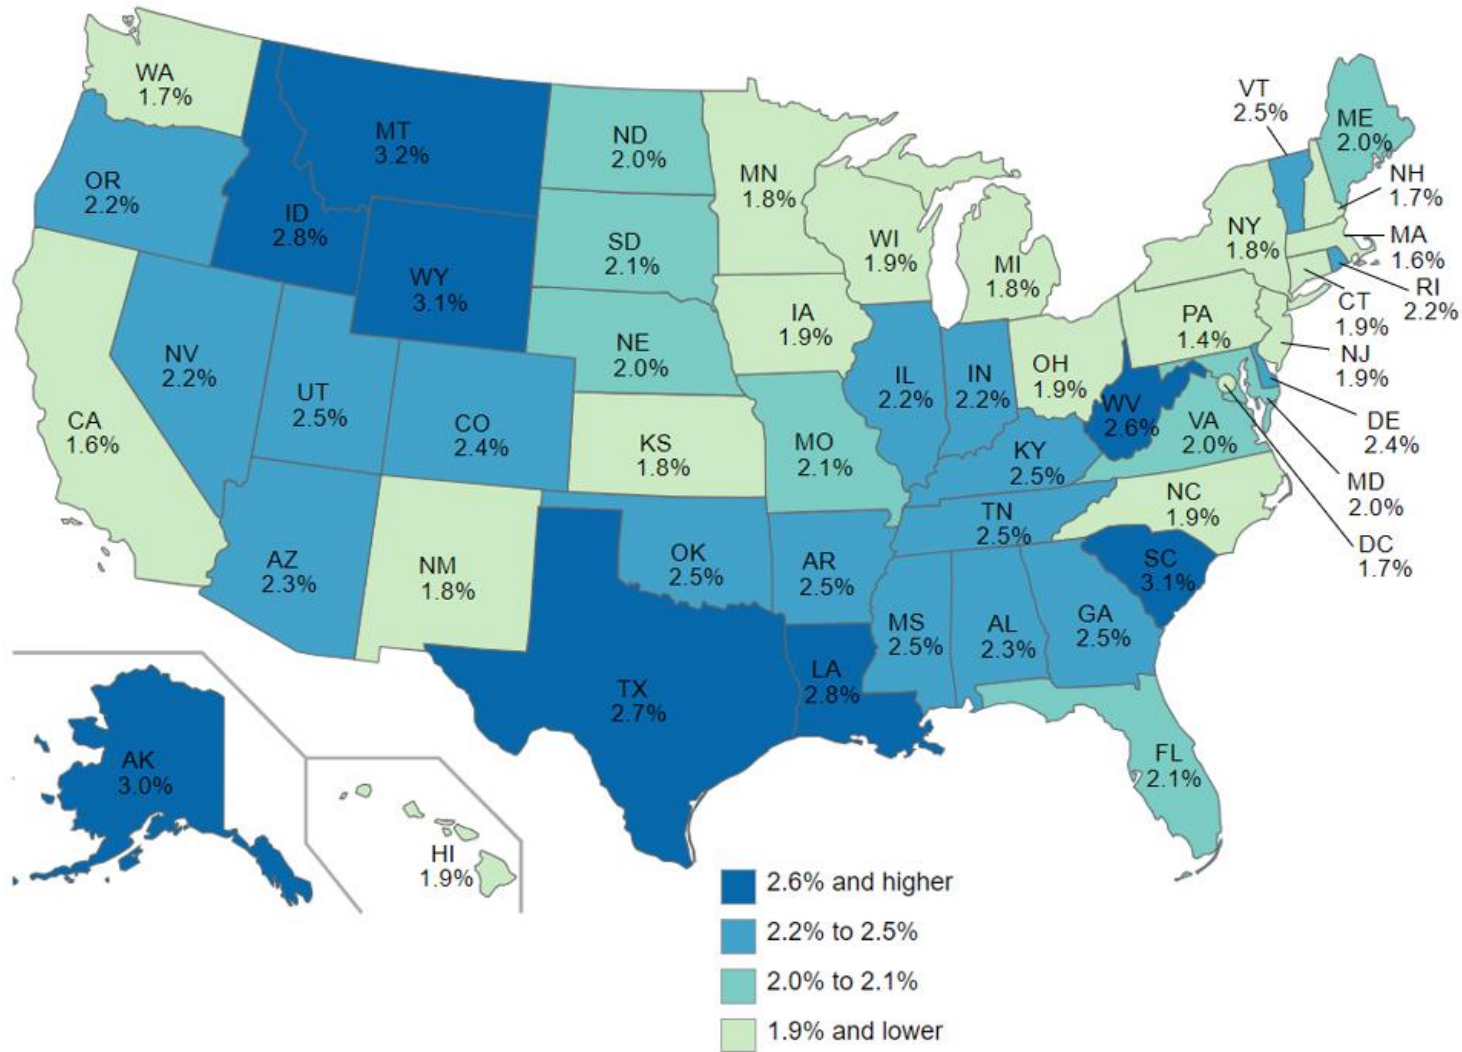 WA
1.7%
OR
2.2%
CA
1.6%
ID
2.8%
MT
3.2%
WY
3.1%
NV
2.2%
UT
2.5%
CO
2.4%
AZ
2.3%
NM
1.8%
ND
2.0%
SD
2.1%
NE
2.0%
KS
1.8%
OK
2.5%
TX
2.7%
MN
1.8%
IA
1.9%
MO
2.1%
AR
2.5%
LA
2.8%
WI
1.9%
IL
2.2%
MI
1.8%
IN
2.2%
OH
1.9%
KY
2.5%
TN
2.5%
MS
2.5%
AL
2.3%
GA
2.5%
FL
2.1%
SC
3.1%
NC
1.9%
VA
2.0%
WV
2.6%
PA
1.4%
NY
1.8%
VT
2.5%
ME
2.0%
NH
1.7%
MA
1.6%
RI
2.2%
CT
1.9%
NJ
1.9%
DE
2.4%
MD
2.0%
DC
1.7%
AK
3.0%
HI
1.9%
2.6% and higher
2.2% to 2.5%
2.0% to 2.1%
1.9% and lower